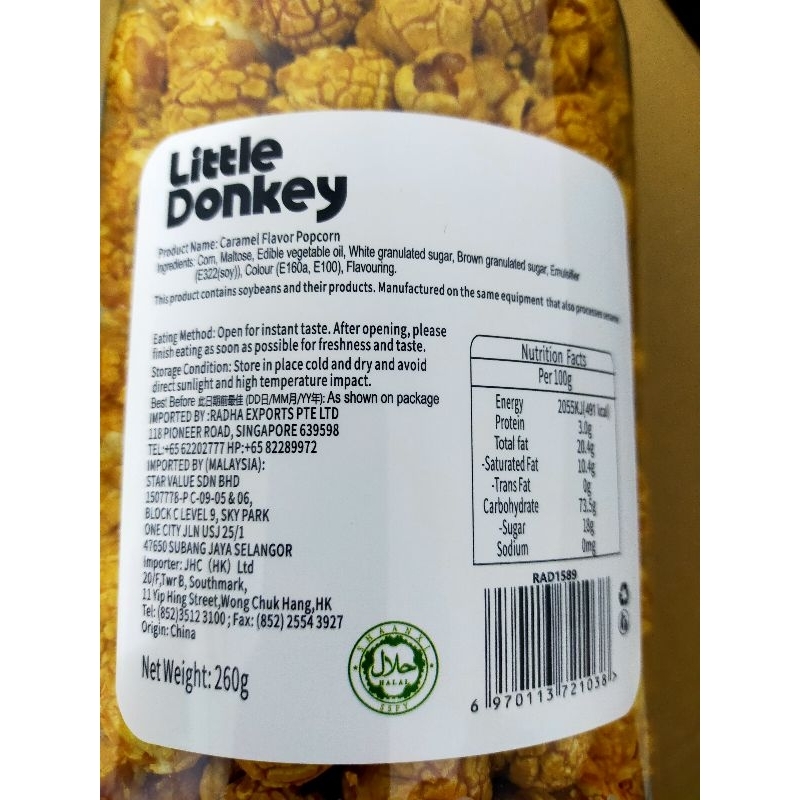 Little
Donkey
Product Name: Caramel Flavor Popcorn
Ingredients: Corn, Maltose, Edible vegetable oil, White granulated sugar, Brown granulated sugar, Emulsifier
(E322(soy)), Colour (E160a, E100), Flavouring.
This product contains soybeans and their products. Manufactured on the same equipment that also processes sesame
Eating Method: Open for instant taste. After opening, please
finish eating as soon as possible for freshness and taste.
Storage Condition: Store in place cold and dry and avoid
direct sunlight and high temperature impact.
Best Before 此日期前最佳 (DD日/MM月/YY年): As shown on package
IMPORTED BY :RADHA EXPORTS PTE LTD
118 PIONEER ROAD, SINGAPORE 639598
TEL:+65 62202777 HP:+65 82289972
IMPORTED BY (MALAYSIA):
STAR VALUE SDN BHD
1507778-P C-09-05 & 06,
BLOCK C LEVEL 9, SKY PARK
ONE CITY JLN USJ 25/1
47650 SUBANG JAYA SELANGOR
Importer: JHC (HK) Ltd
20/F,Twr B, Southmark,
11 Yip Hing Street,Wong Chuk Hang,HK
Tel: (852)3512 3100 ; Fax: (852) 2554 3927
Origin: China
Net Weight: 260g
Nutrition Facts
Per 100g
Energy 2055KJ(491 kcal)
Protein 3.0g
Total fat 20.4g
-Saturated Fat 10.4g
-Trans Fat 0g
Carbohydrate 73.5g
-Sugar 18g
Sodium 0mg
RAD1589
6 970113 721038 >
SHAANXI
حلال
HALAL
SSPY